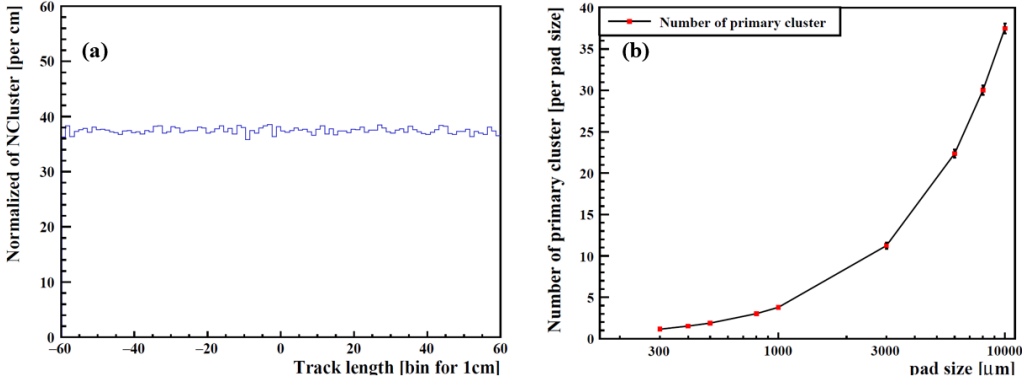 (a)
Normalized of NCluster [per cm]
60
50
40
30
20
10
0
−60 −40 −20 0 20 40 60
Track length [bin for 1cm]
(b)
Number of primary cluster
Number of primary cluster [per pad size]
40
35
30
25
20
15
10
5
0
300 1000 3000 10000
pad size [μm]